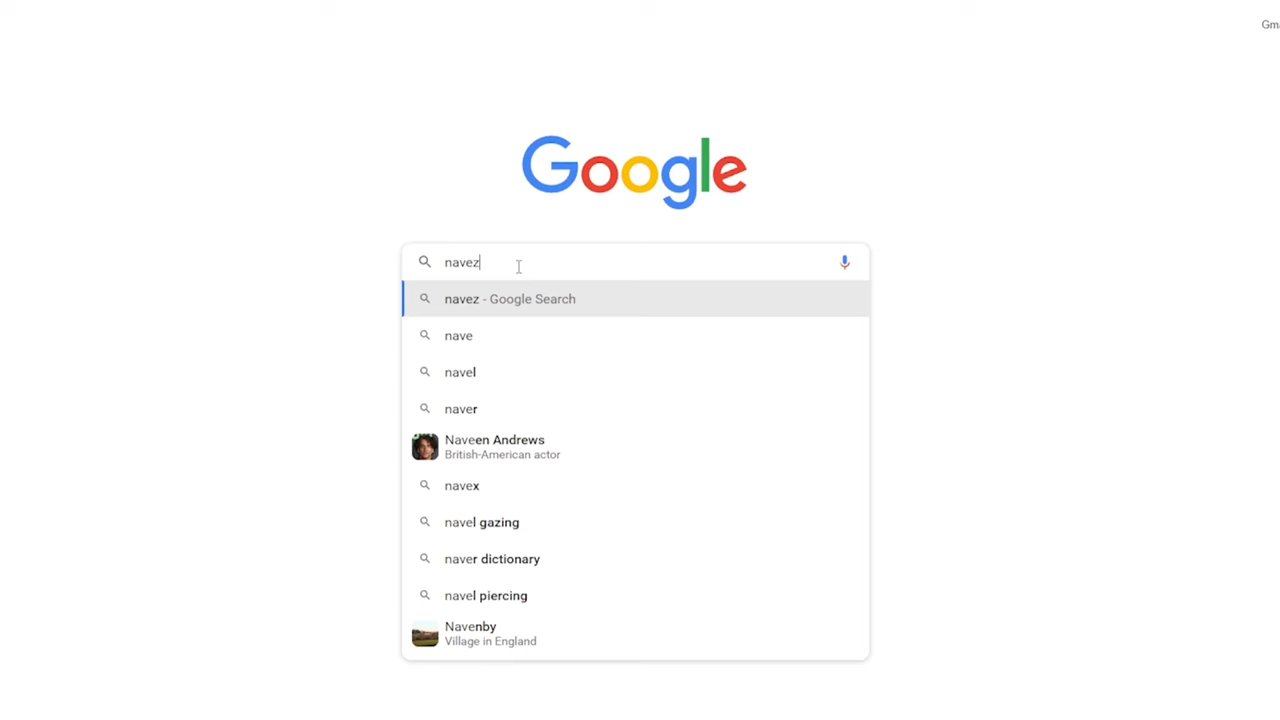 Gma
Google
navez
navez - Google Search
nave
navel
naver
Naveen Andrews
British-American actor
navex
navel gazing
naver dictionary
navel piercing
Navenby
Village in England